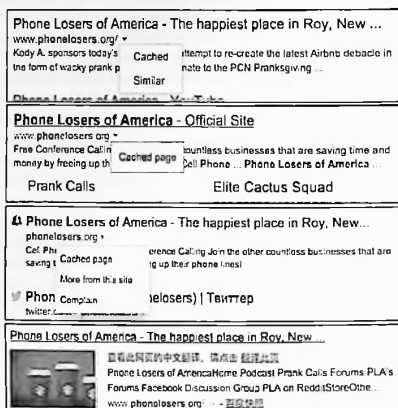 Phone Losers of America - The happiest place in Roy, New ...
www.phonelosers.org/
Kody A. sponsors today's ttempt to re-create the latest Airbnb debacle in
the form of wacky prank p nate to the PCN Pranksgiving ...
Cached
Similar
Phone Losers of America - YouTube
Phone Losers of America - Official Site
www.phonelosers.org
Free Conference Callin ountless businesses that are saving time and
money by freeing up th Cell Phone ... Phone Losers of America ...
Cached page
Prank Calls Elite Cactus Squad
Phone Losers of America - The happiest place in Roy, New...
phonelosers.org
Cell Ph erence Calling Join the other countless businesses that are
saving t g up their phone lines!
Cached page
More from this site
Complain
Phon elosers) | Твиттер
twitter.c
Phone Losers of America - The happiest place in Roy, New ...
查看此网页的中文翻译，请点击 翻译此页
Phone Losers of AmericaHome Podcast Prank Calls Forums PLA's
Forums Facebook Discussion Group PLA on RedditStoreOthe...
www.phonelosers.org/ - 百度快照